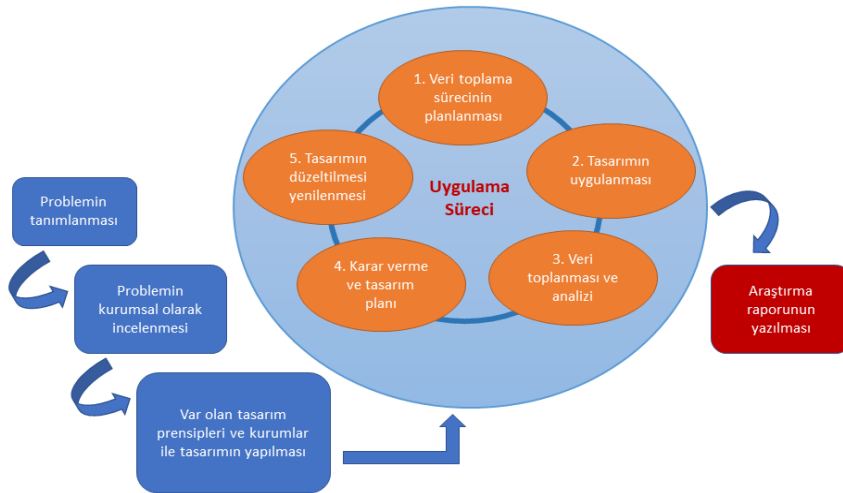 Problemin
tanımlanması
Problemin
kurumsal olarak
incelenmesi
Var olan tasarım
prensipleri ve kurumlar
ile tasarımın yapılması
Uygulama
Süreci
1. Veri toplama
sürecinin
planlanması
2. Tasarımın
uygulanması
3. Veri
toplanması ve
analizi
4. Karar verme
ve tasarım
planı
5. Tasarımın
düzeltilmesi
yenilenmesi
Araştırma
raporunun
yazılması